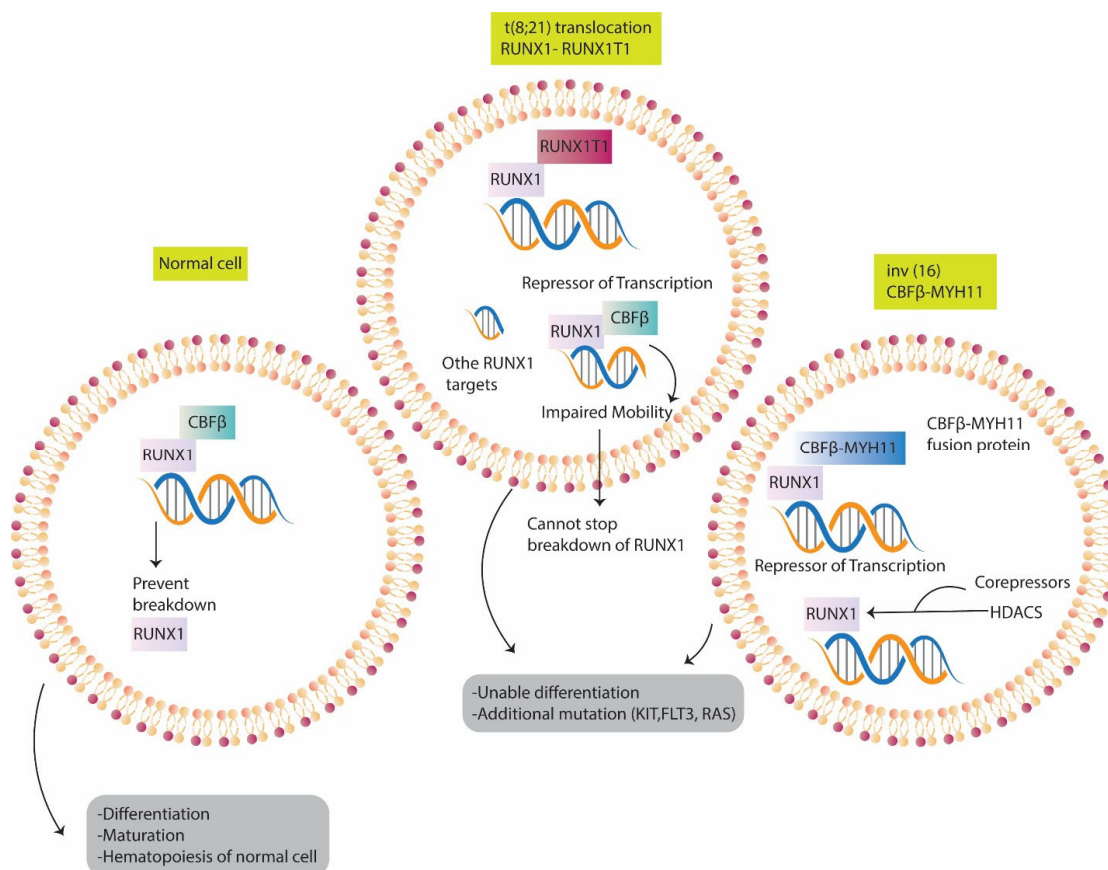 t(8;21) translocation
RUNX1- RUNX1T1
RUNX1T1
RUNX1
Repressor of Transcription
CBFβ
RUNX1
Othe RUNX1
targets
Impaired Mobility
Cannot stop
breakdown of RUNX1
Normal cell
CBFβ
RUNX1
Prevent
breakdown
RUNX1
inv (16)
CBFβ-MYH11
CBFβ-MYH11
fusion protein
CBFβ-MYH11
RUNX1
Repressor of Transcription
Corepressors
RUNX1
HDACS
-Unable differentiation
-Additional mutation (KIT,FLT3, RAS)
-Differentiation
-Maturation
-Hematopoiesis of normal cell